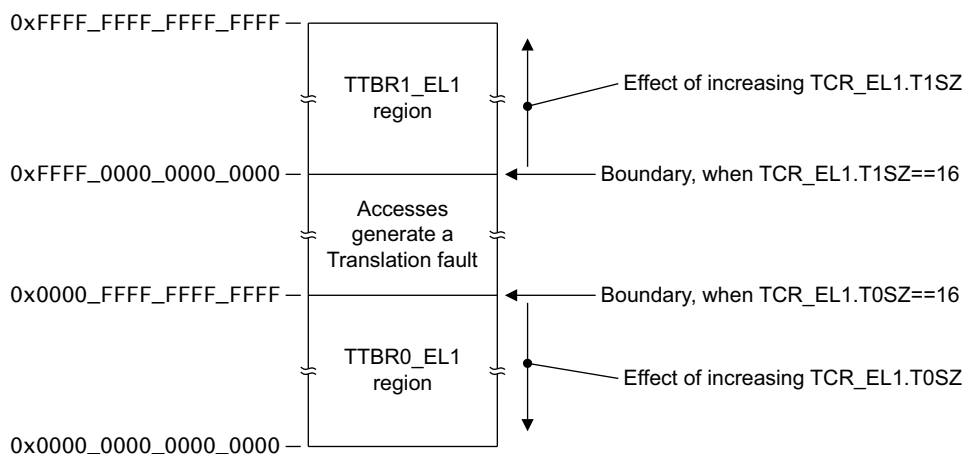 0xFFFF_FFFF_FFFF_FFFF
TTBR1_EL1
region
Effect of increasing TCR_EL1.T1SZ
0xFFFF_0000_0000_0000
Boundary, when TCR_EL1.T1SZ==16
Accesses
generate a
Translation fault
0x0000_FFFF_FFFF_FFFF
Boundary, when TCR_EL1.T0SZ==16
TTBR0_EL1
region
Effect of increasing TCR_EL1.T0SZ
0x0000_0000_0000_0000